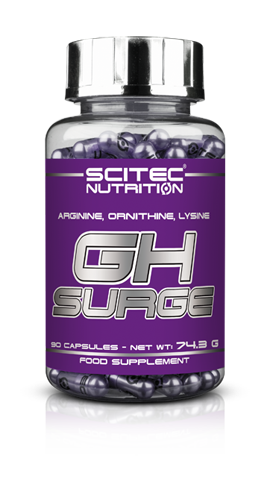 SCITEC®
NUTRITION
ARGININE, ORNITHINE, LYSINE
GH
SURGE
90 CAPSULES - NET WT: 74.3 G
FOOD SUPPLEMENT